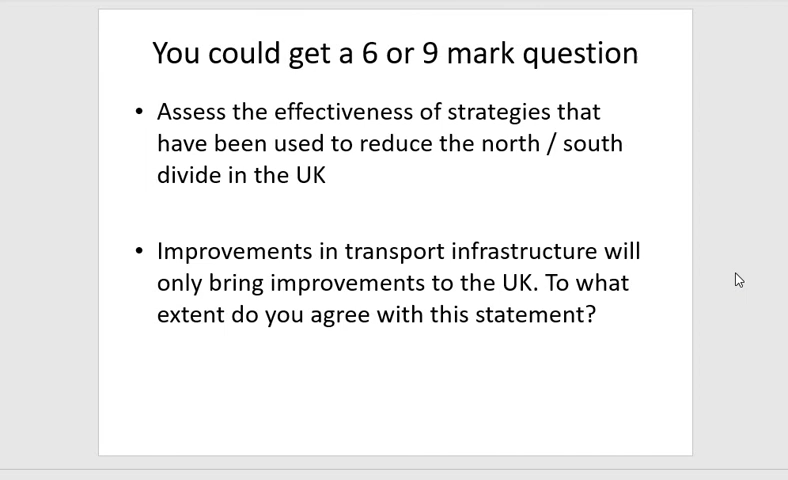 You could get a 6 or 9 mark question
• Assess the effectiveness of strategies that
have been used to reduce the north / south
divide in the UK
• Improvements in transport infrastructure will
only bring improvements to the UK. To what
extent do you agree with this statement?